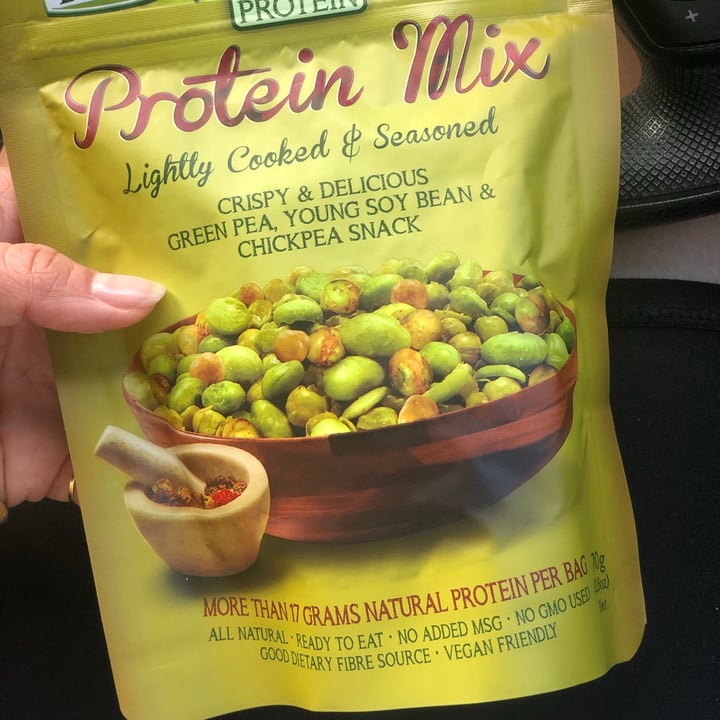 PROTEIN
Protein Mix
Lightly Cooked & Seasoned
CRISPY & DELICIOUS
GREEN PEA, YOUNG SOY BEAN &
CHICKPEA SNACK
MORE THAN 17 GRAMS NATURAL PROTEIN PER BAG
ALL NATURAL · READY TO EAT · NO ADDED MSG · NO GMO USED
GOOD DIETARY FIBRE SOURCE · VEGAN FRIENDLY
70g
Net